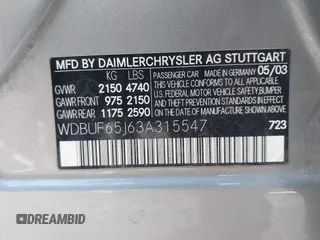 MFD BY DAIMLERCHRYSLER AG STUTTGART
KG LBS PASSENGER CAR MADE IN GERMANY 05/03
GVWR 2150 4740 THIS VEHICLE CONFORMS TO ALL APPLICABLE
GAWR FRONT 975 2150 U.S. FEDERAL MOTOR VEHICLE SAFETY, BUMPER
GAWR REAR 1175 2590 AND THEFT PREVENTION STANDARDS IN EFFECT
ON THE DATE OF MANUFACTURE SHOWN ABOVE.
WDBUF65J63A315547 723
DREAMBID